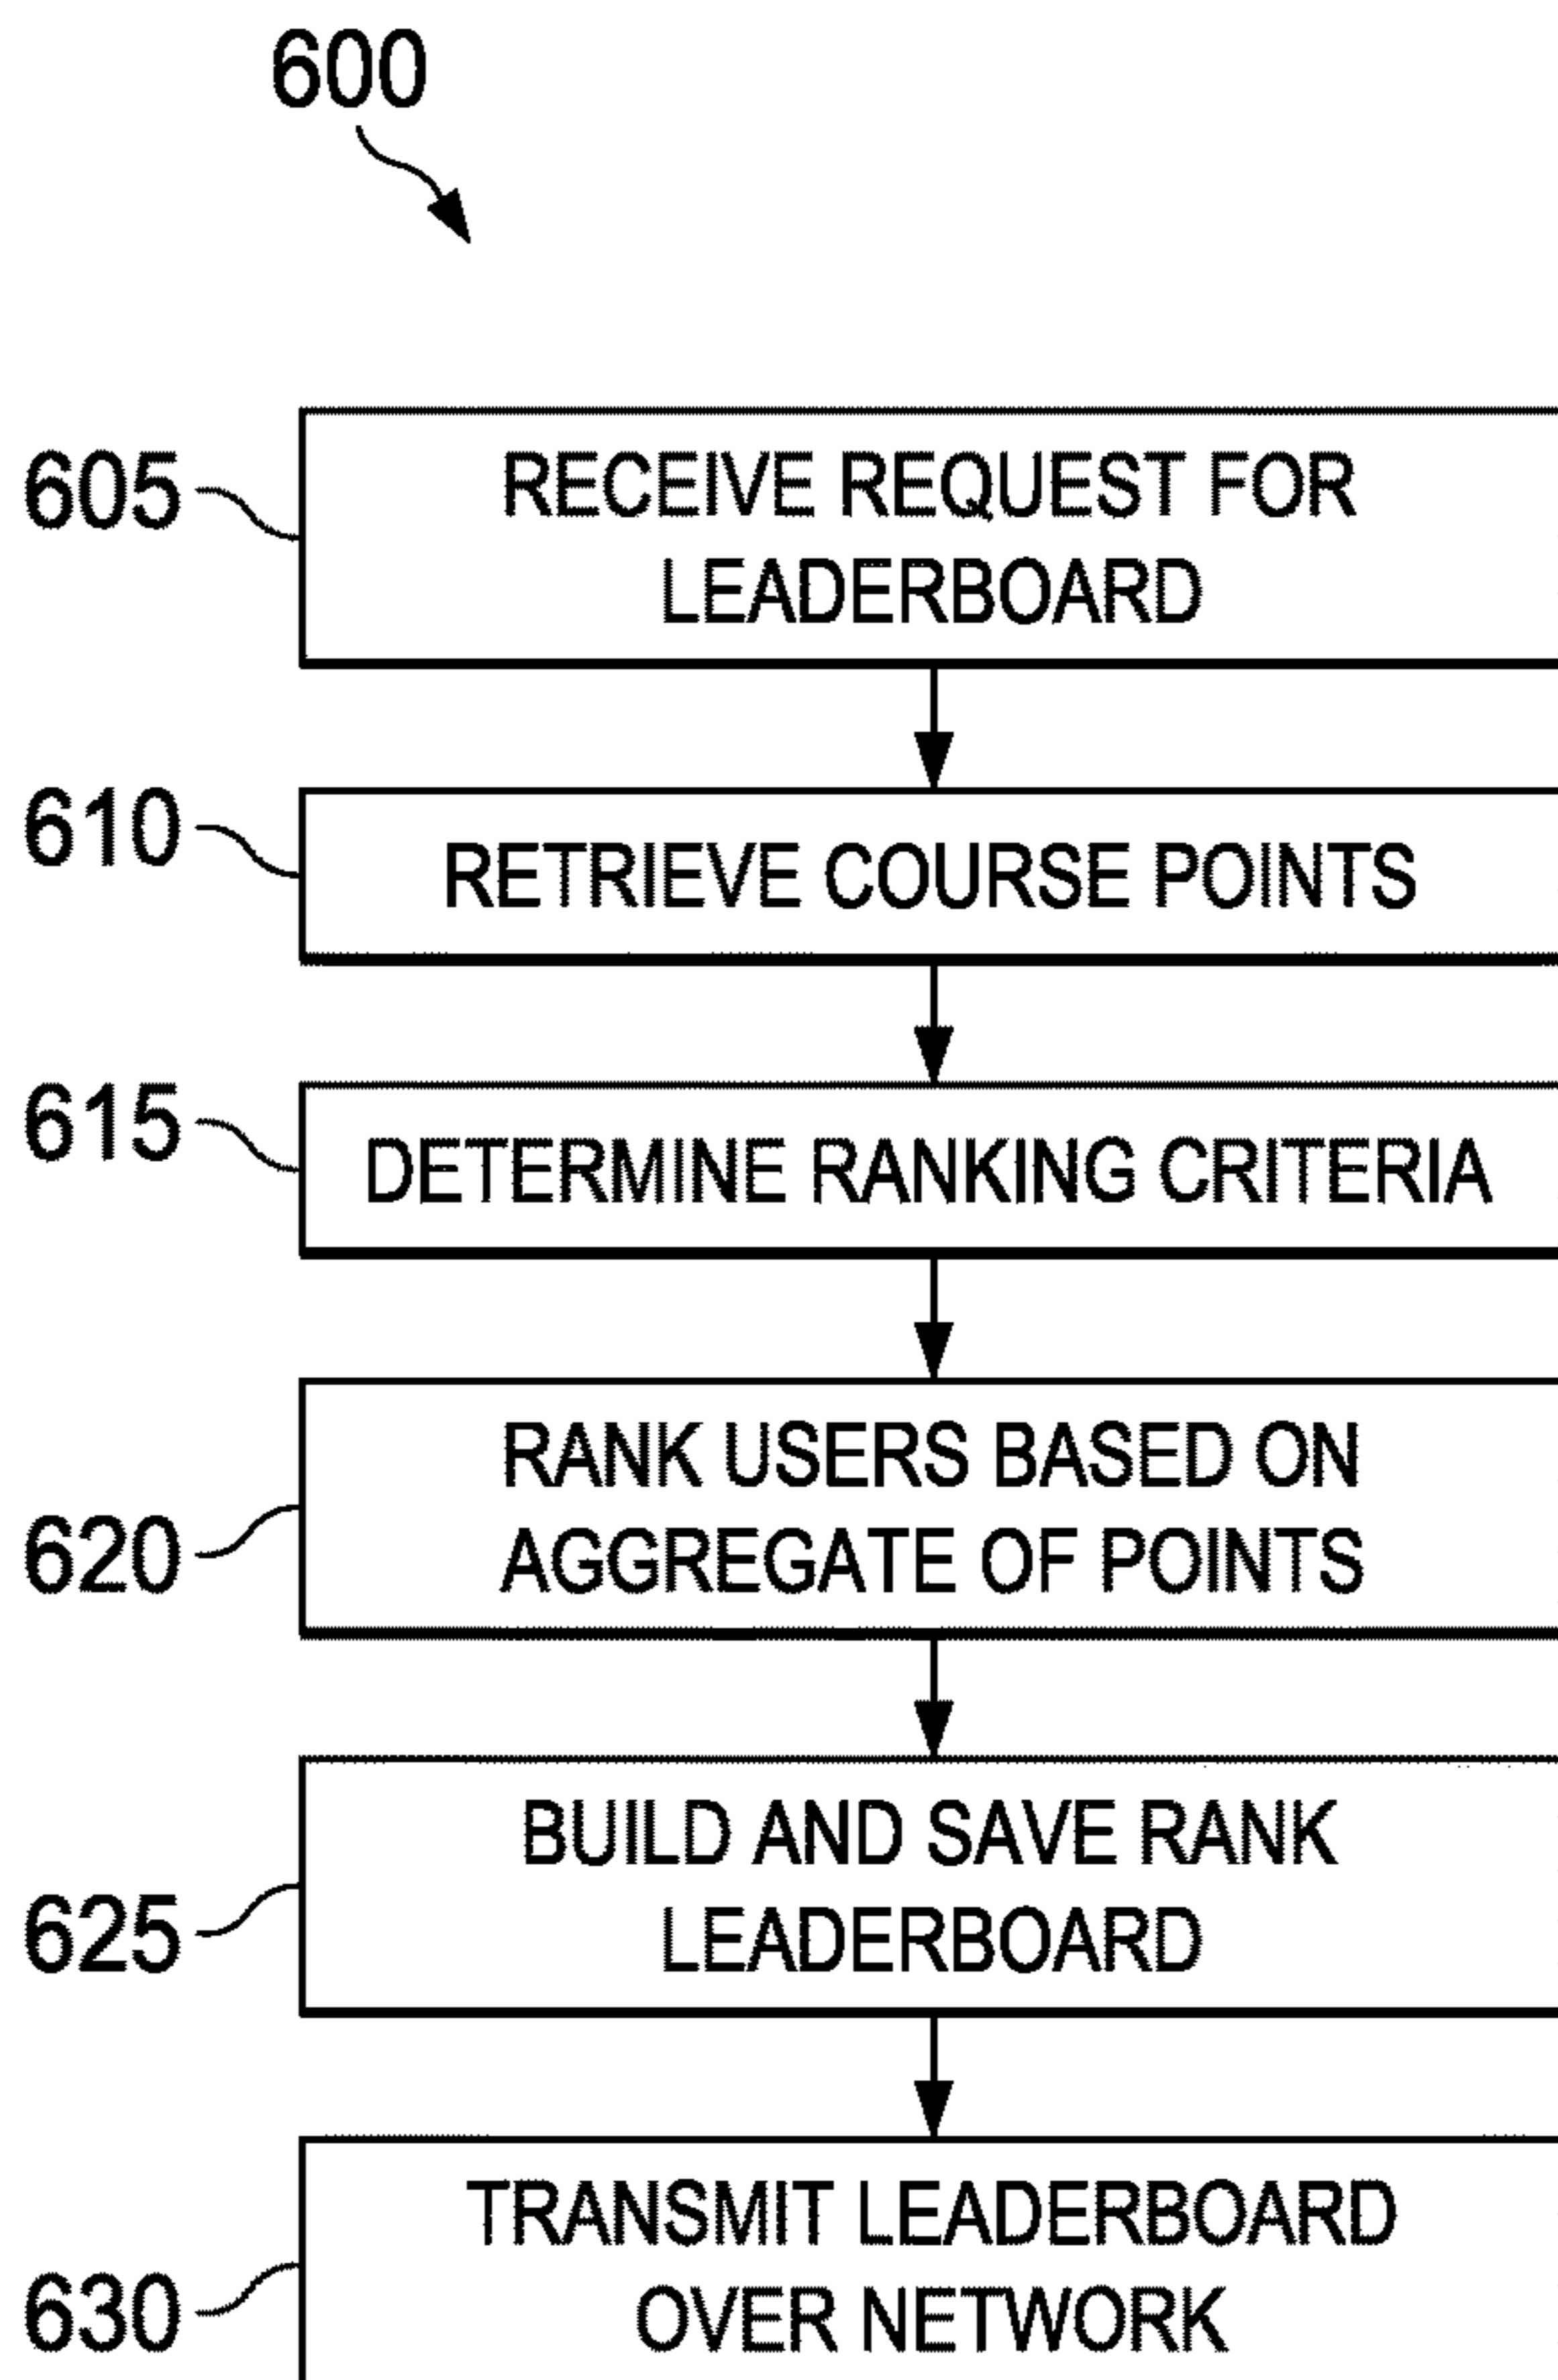 600
605
RECEIVE REQUEST FOR
LEADERBOARD
610
RETRIEVE COURSE POINTS
615
DETERMINE RANKING CRITERIA
620
RANK USERS BASED ON
AGGREGATE OF POINTS
625
BUILD AND SAVE RANK
LEADERBOARD
630
TRANSMIT LEADERBOARD
OVER NETWORK